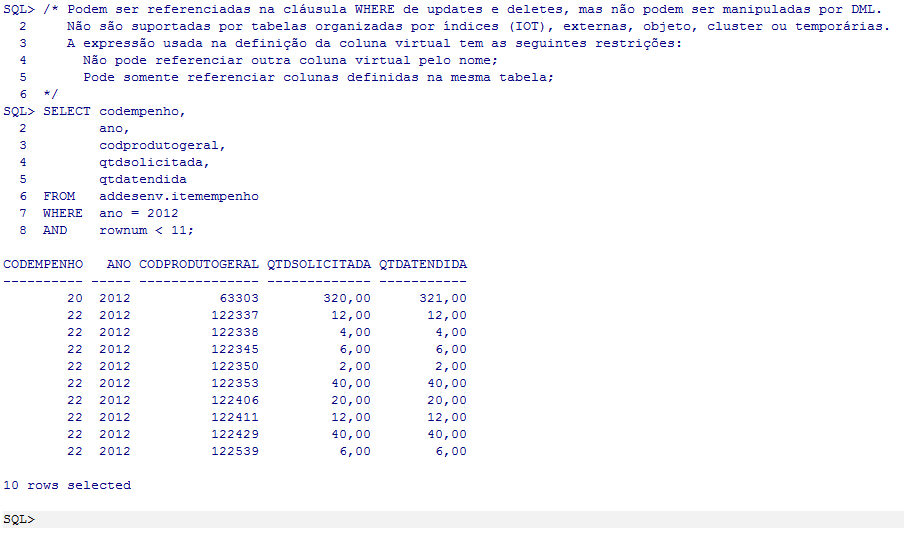 SQL> /* Podem ser referenciadas na cláusula WHERE de updates e deletes, mas não podem ser manipuladas por DML.
  2     Não são suportadas por tabelas organizadas por índices (IOT), externas, objeto, cluster ou temporárias.
  3     A expressão usada na definição da coluna virtual tem as seguintes restrições:
  4       Não pode referenciar outra coluna virtual pelo nome;
  5       Pode somente referenciar colunas definidas na mesma tabela;
  6  */
SQL> SELECT codempenho,
  2         ano,
  3         codprodutogeral,
  4         qtdsolicitada,
  5         qtdatendida
  6  FROM   addesenv.itemempenho
  7  WHERE  ano = 2012
  8  AND    rownum < 11;
CODEMPENHO   ANO CODPRODUTOGERAL QTDSOLICITADA QTDATENDIDA
---------- ----- --------------- ------------- -----------
        20  2012           63303        320,00      321,00
        22  2012          122337         12,00       12,00
        22  2012          122338          4,00        4,00
        22  2012          122345          6,00        6,00
        22  2012          122350          2,00        2,00
        22  2012          122353         40,00       40,00
        22  2012          122406         20,00       20,00
        22  2012          122411         12,00       12,00
        22  2012          122429         40,00       40,00
        22  2012          122539          6,00        6,00
10 rows selected
SQL>